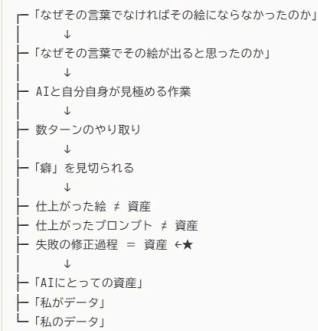 ┌─「なぜその言葉でなければその絵にならなかったのか」
│　　↓
├─「なぜその言葉でその絵が出ると思ったのか」
│　　↓
├─ AIと自分自身が見極める作業
│　　↓
├─ 数ターンのやり取り
│　　↓
├─「癖」を見切られる
│　　↓
├─ 仕上がった絵 ≠ 資産
├─ 仕上がったプロンプト ≠ 資産
├─ 失敗の修正過程 ＝ 資産 ←★
│　　↓
├─「AIにとっての資産」
├─「私がデータ」
└─「私のデータ」